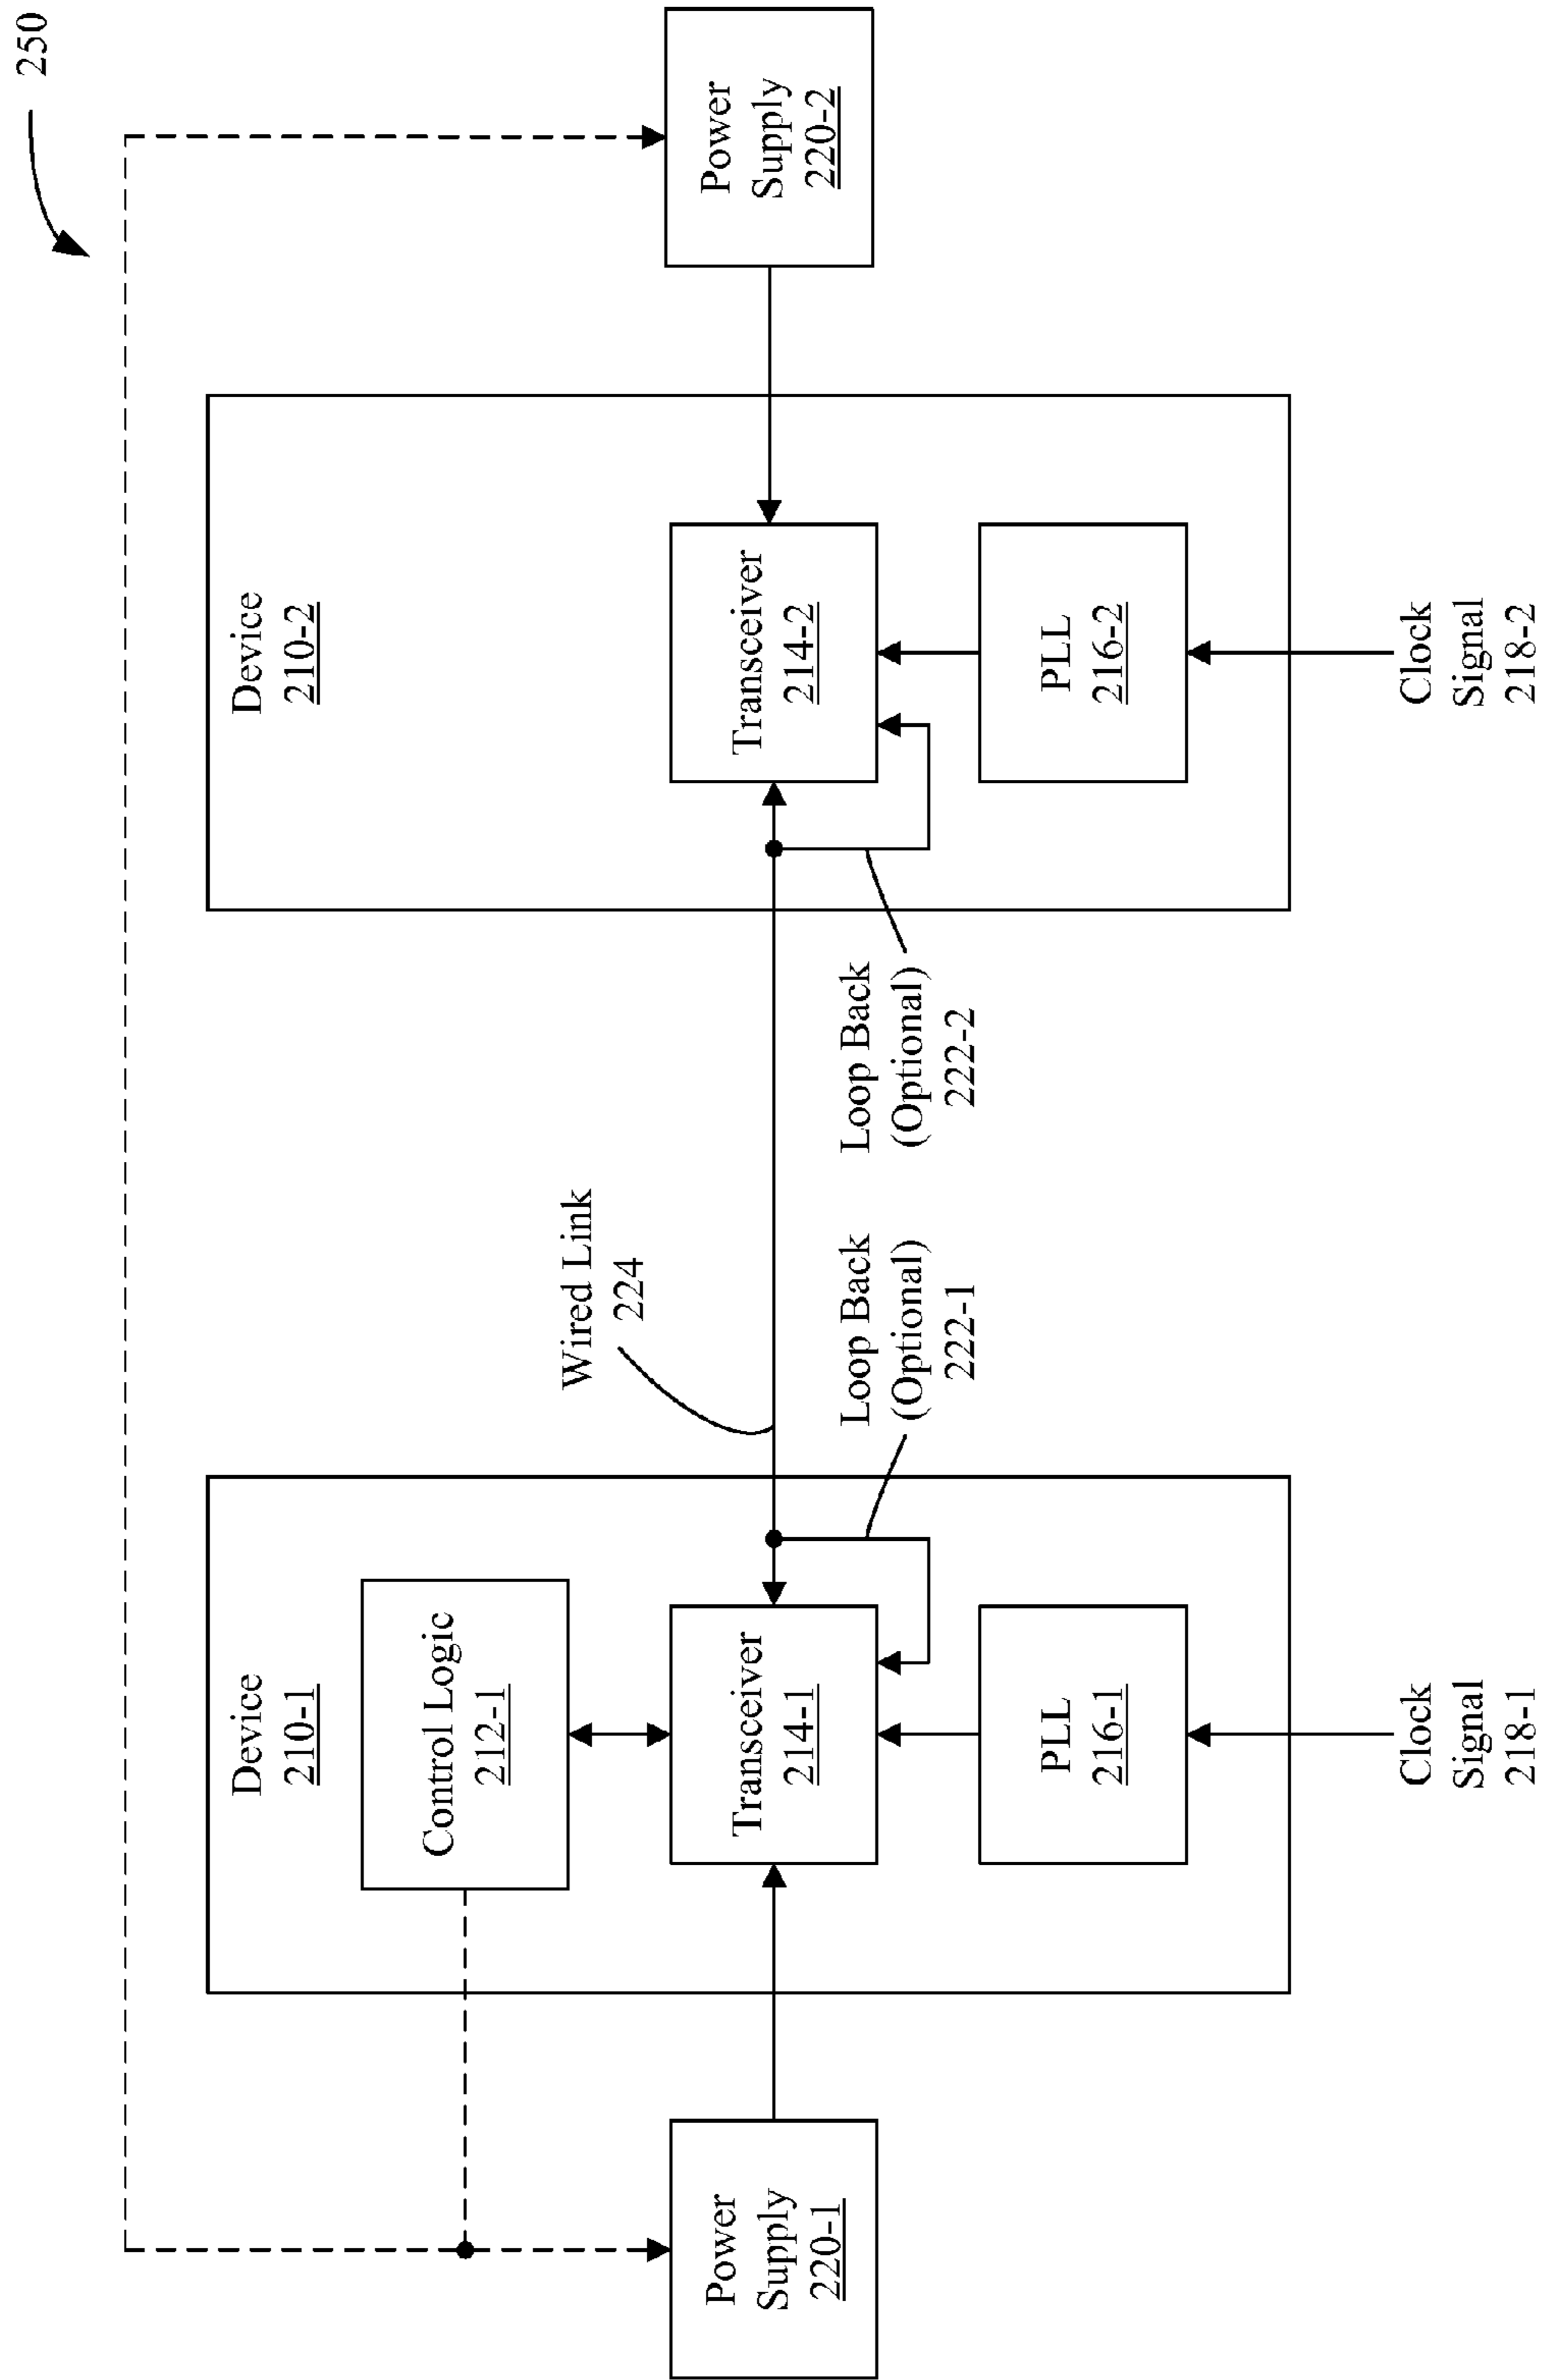 250
Device
210-1
Control Logic
212-1
Power
Supply
220-1
Transceiver
214-1
PLL
216-1
Clock
Signal
218-1
Wired Link
224
Loop Back
(Optional)
222-1
Loop Back
(Optional)
222-2
Device
210-2
Transceiver
214-2
PLL
216-2
Clock
Signal
218-2
Power
Supply
220-2